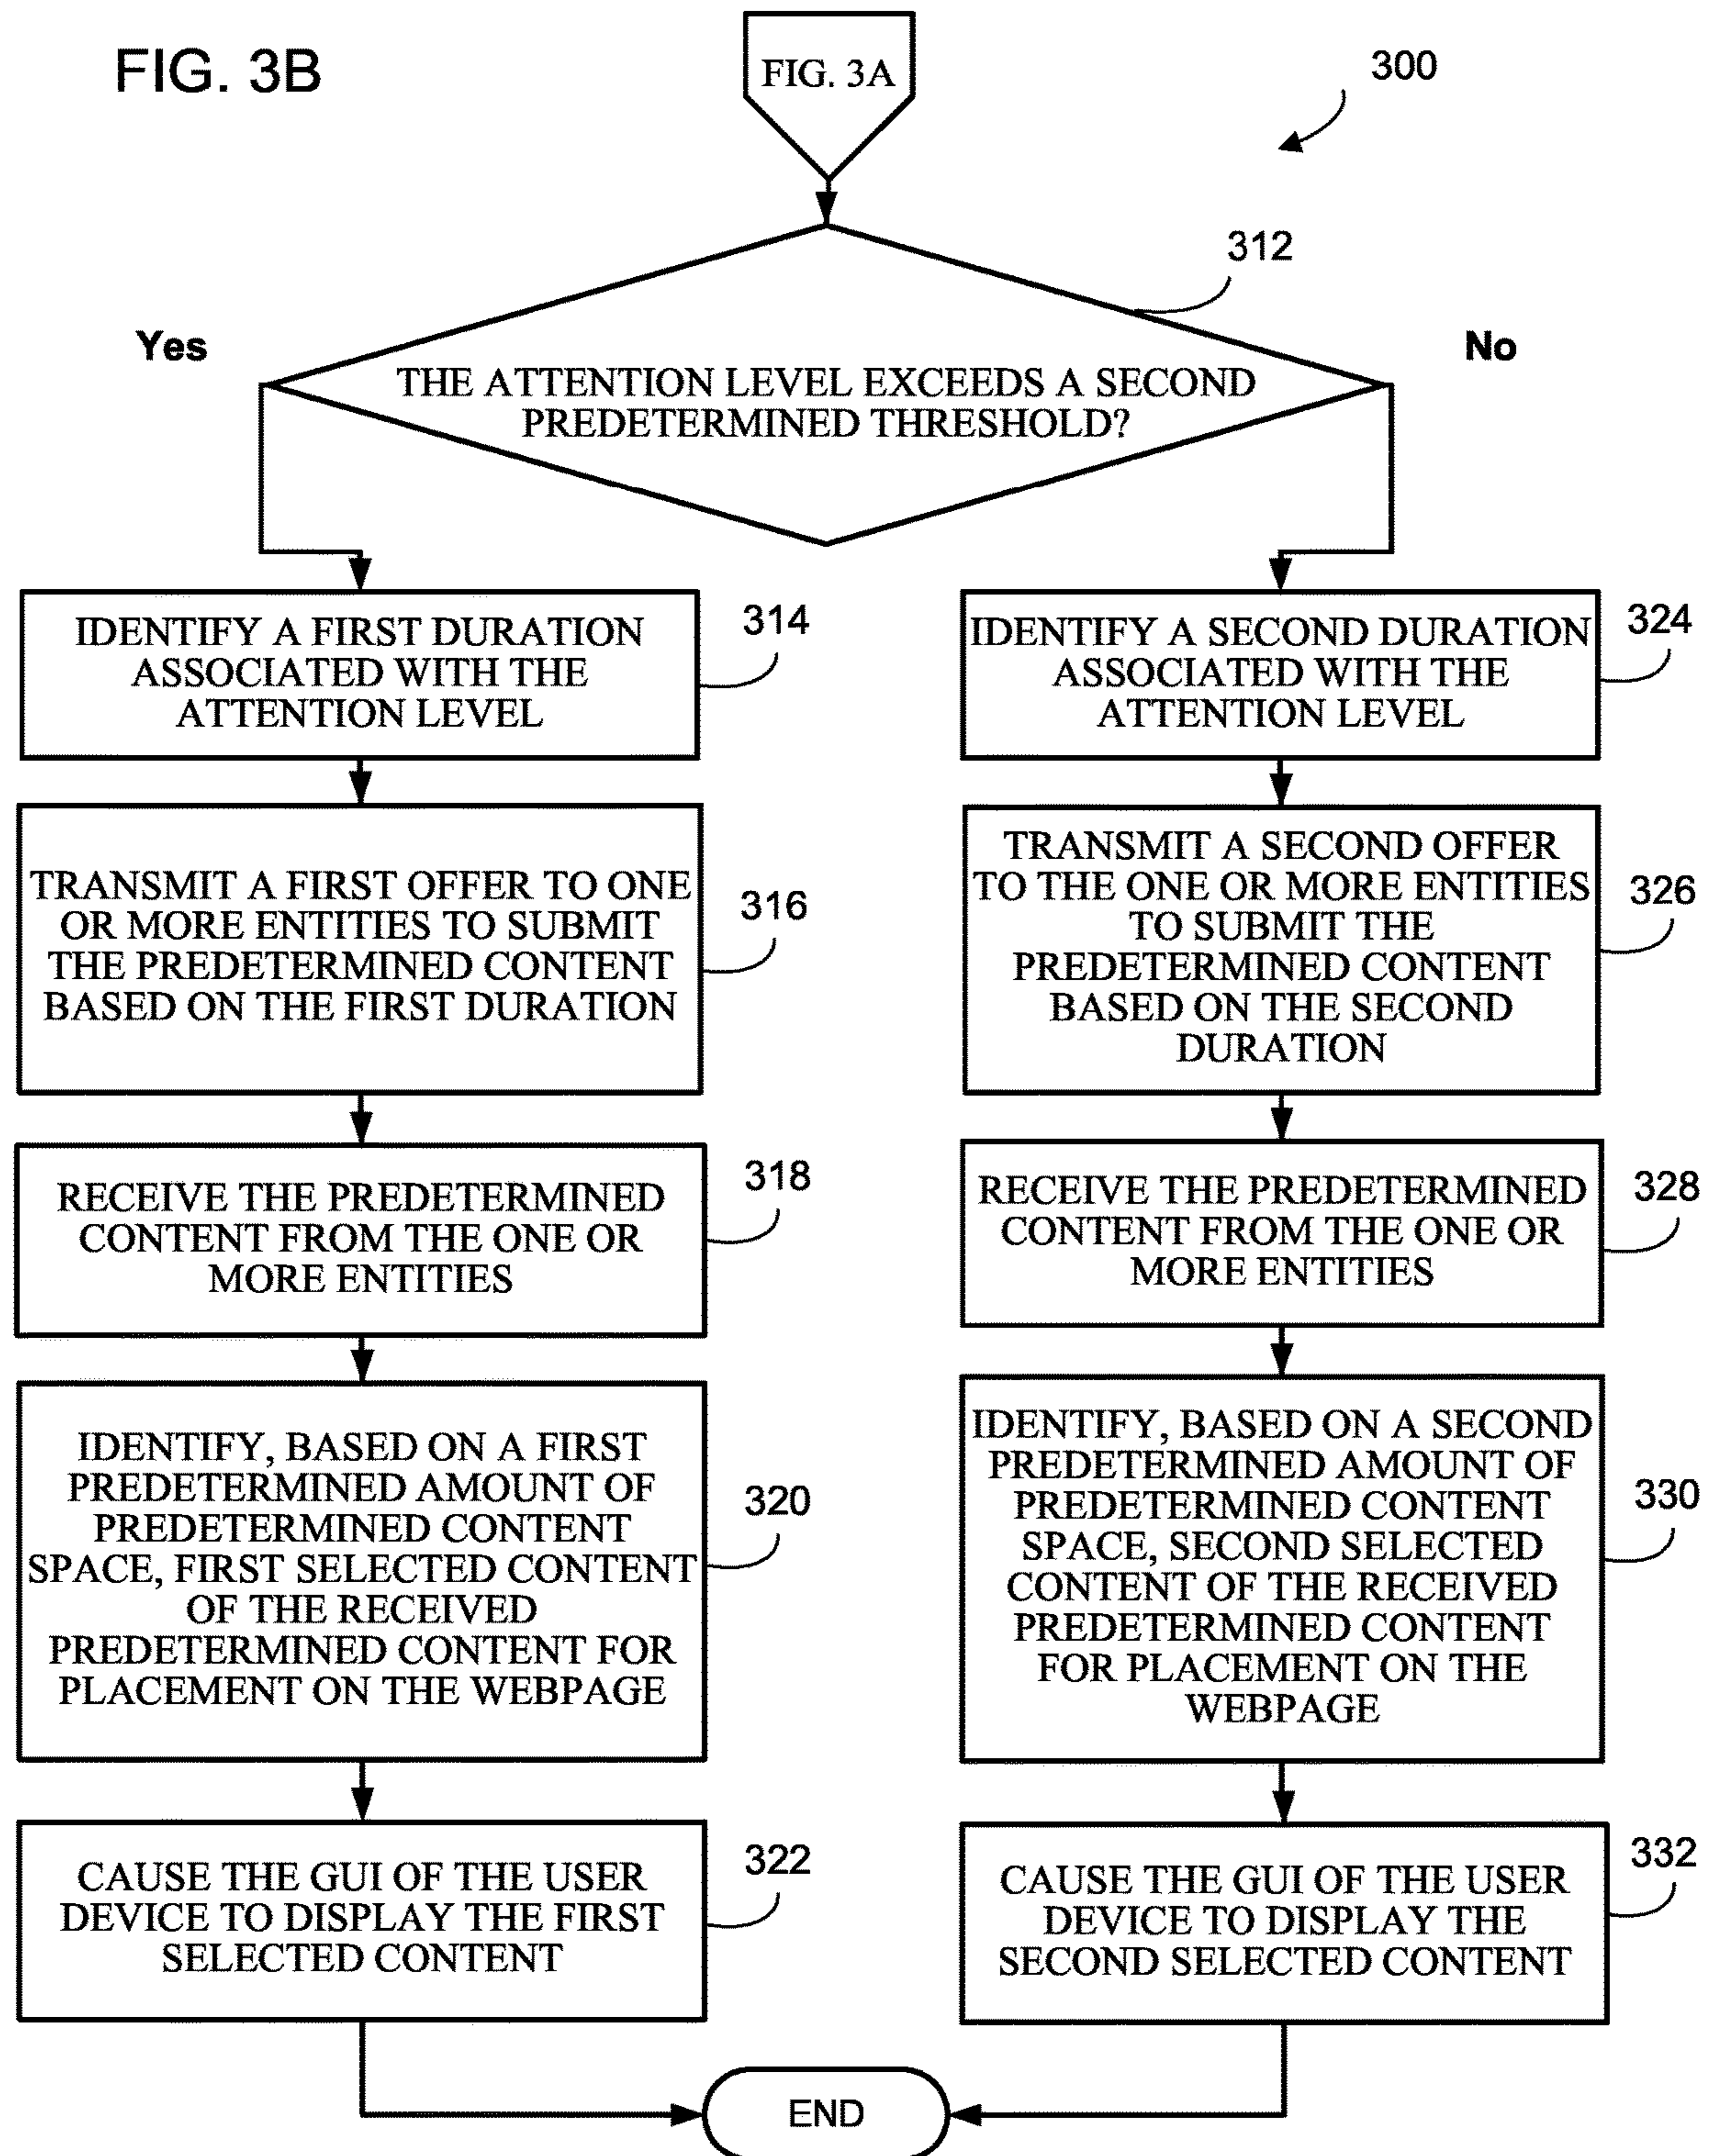 FIG. 3B
FIG. 3A
300
312
Yes
No
THE ATTENTION LEVEL EXCEEDS A SECOND
PREDETERMINED THRESHOLD?
IDENTIFY A FIRST DURATION
ASSOCIATED WITH THE
ATTENTION LEVEL
314
TRANSMIT A FIRST OFFER TO ONE
OR MORE ENTITIES TO SUBMIT
THE PREDETERMINED CONTENT
BASED ON THE FIRST DURATION
316
RECEIVE THE PREDETERMINED
CONTENT FROM THE ONE OR
MORE ENTITIES
318
IDENTIFY, BASED ON A FIRST
PREDETERMINED AMOUNT OF
PREDETERMINED CONTENT
SPACE, FIRST SELECTED CONTENT
OF THE RECEIVED
PREDETERMINED CONTENT FOR
PLACEMENT ON THE WEBPAGE
320
CAUSE THE GUI OF THE USER
DEVICE TO DISPLAY THE FIRST
SELECTED CONTENT
322
IDENTIFY A SECOND DURATION
ASSOCIATED WITH THE
ATTENTION LEVEL
324
TRANSMIT A SECOND OFFER
TO THE ONE OR MORE ENTITIES
TO SUBMIT THE
PREDETERMINED CONTENT
BASED ON THE SECOND
DURATION
326
RECEIVE THE PREDETERMINED
CONTENT FROM THE ONE OR
MORE ENTITIES
328
IDENTIFY, BASED ON A SECOND
PREDETERMINED AMOUNT OF
PREDETERMINED CONTENT
SPACE, SECOND SELECTED
CONTENT OF THE RECEIVED
PREDETERMINED CONTENT
FOR PLACEMENT ON THE
WEBPAGE
330
CAUSE THE GUI OF THE USER
DEVICE TO DISPLAY THE
SECOND SELECTED CONTENT
332
END